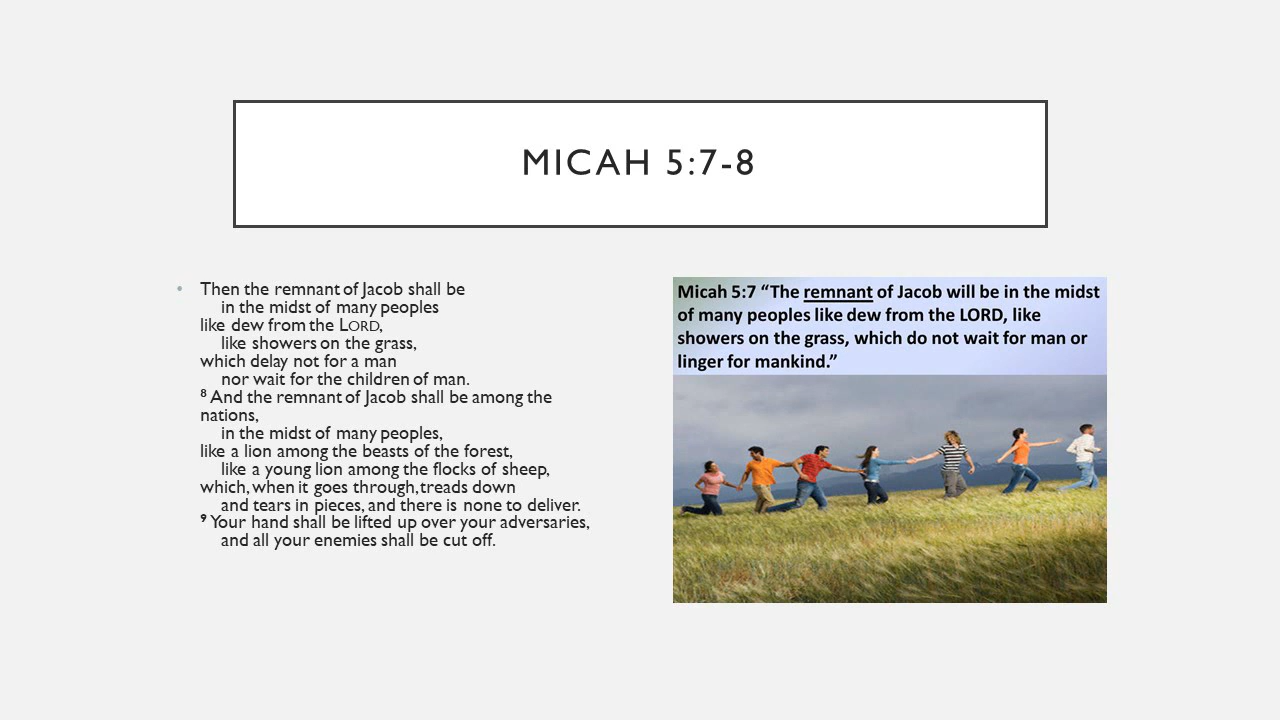 MICAH 5:7-8
• Then the remnant of Jacob shall be
in the midst of many peoples
like dew from the LORD,
like showers on the grass,
which delay not for a man
nor wait for the children of man.
8 And the remnant of Jacob shall be among the
nations,
in the midst of many peoples,
like a lion among the beasts of the forest,
like a young lion among the flocks of sheep,
which, when it goes through, treads down
and tears in pieces, and there is none to deliver.
9 Your hand shall be lifted up over your adversaries,
and all your enemies shall be cut off.
Micah 5:7 “The remnant of Jacob will be in the midst
of many peoples like dew from the LORD, like
showers on the grass, which do not wait for man or
linger for mankind.”